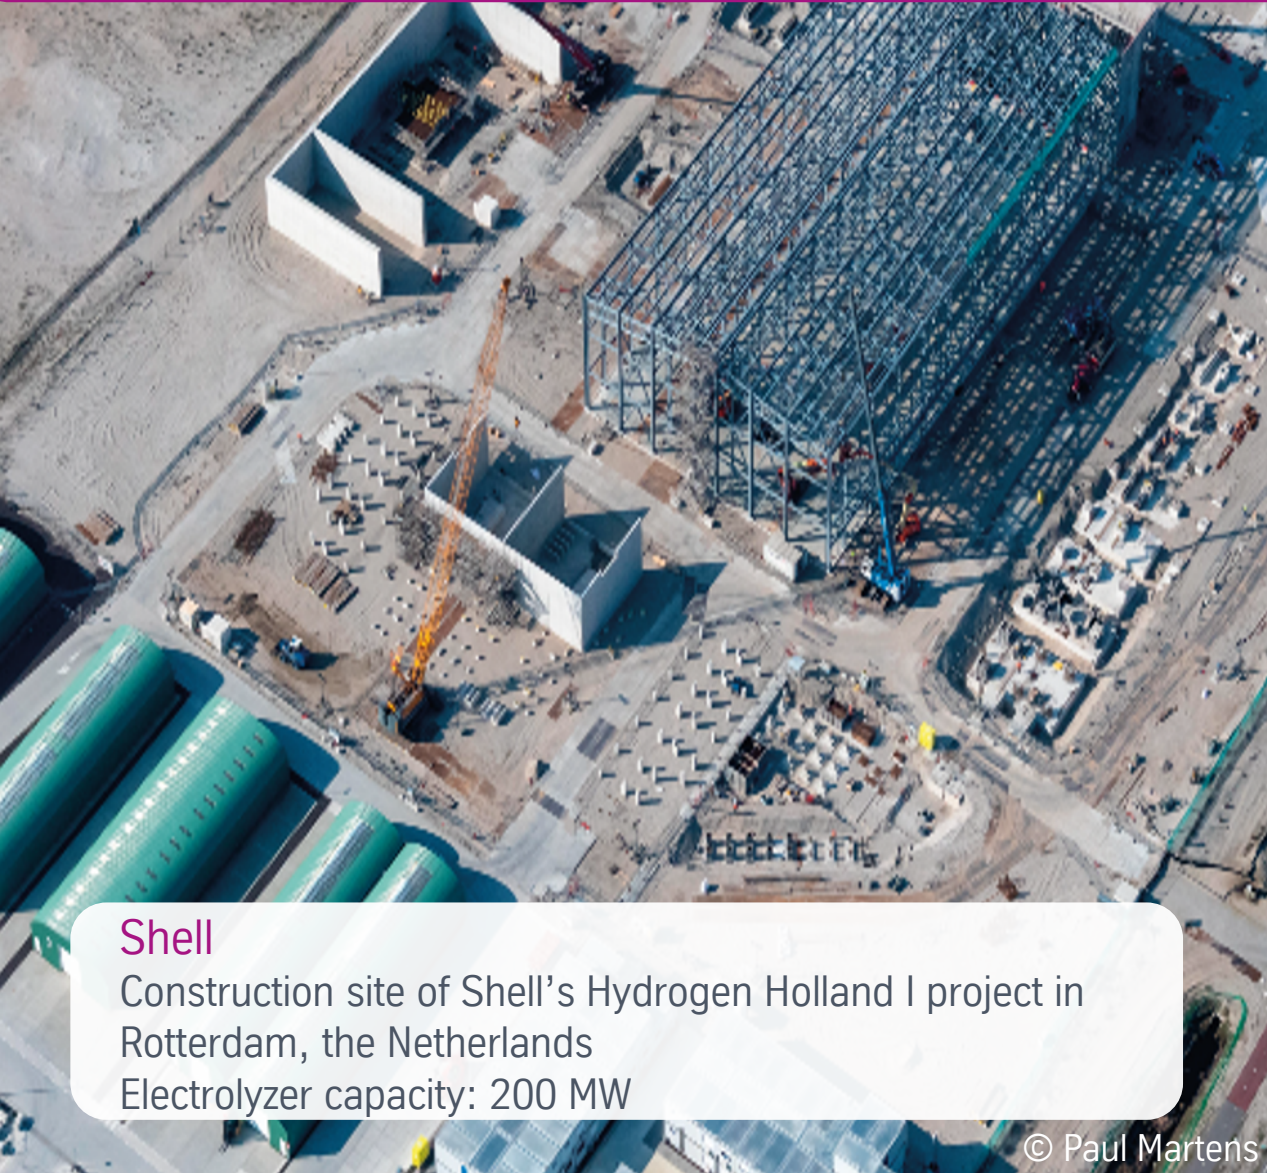 Shell
Construction site of Shell’s Hydrogen Holland I project in
Rotterdam, the Netherlands
Electrolyzer capacity: 200 MW
© Paul Martens